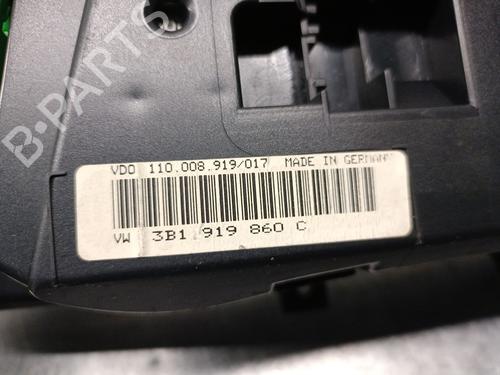 B-PARTS
VDO 110.008.919/017 MADE IN GERMANY
VW 3B1 919 860 C